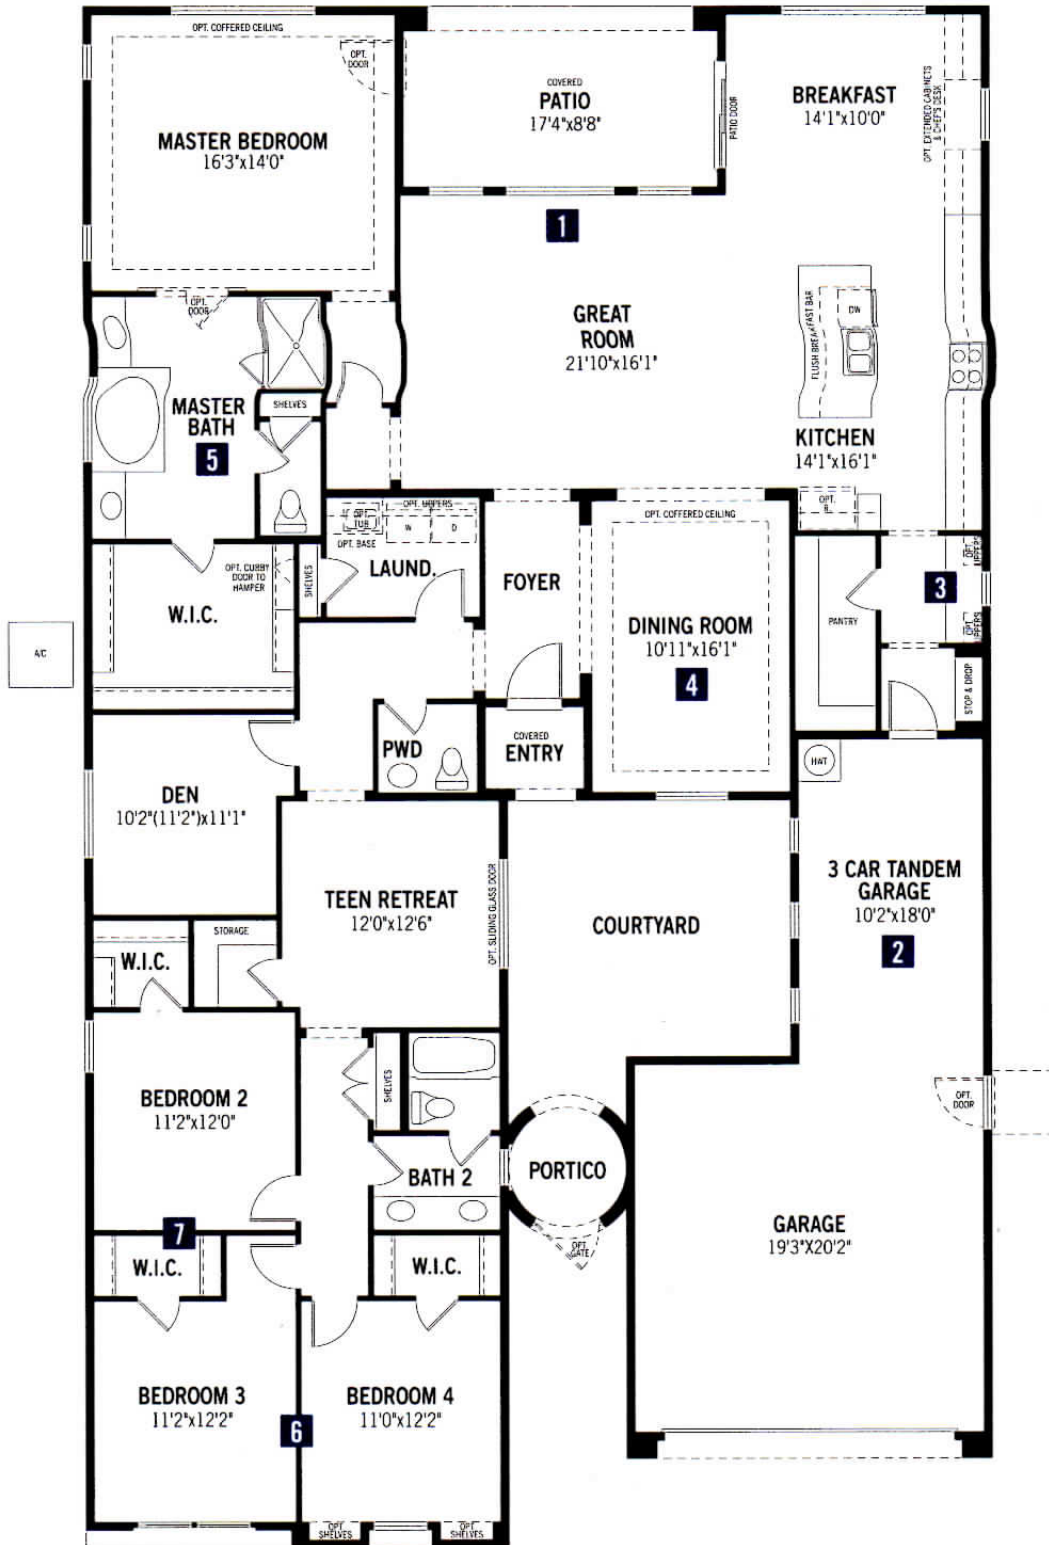 OPT. COFFERED CEILING
OPT.
DOOR
MASTER BEDROOM
16'3"x14'0"
COVERED
PATIO
17'4"x8'8"
PATIO DOOR
BREAKFAST
14'1"x10'0"
OPT. EXTENDED CABINETS
& CHEF'S DESK
1
GREAT
ROOM
21'10"x16'1"
FLUSH BREAKFAST BAR
DW
KITCHEN
14'1"x16'1"
OPT.
DOOR
MASTER
BATH
5
SHELVES
OPT. UPPERS
OPT.
TUB
W
D
OPT. BASE
LAUND.
SHELVES
OPT. CUBBY
DOOR TO
HAMPER
W.I.C.
A/C
FOYER
OPT. COFFERED CEILING
DINING ROOM
10'11"x16'1"
4
OPT.
PANTRY
3
OPT.
UPPERS
OPT.
UPPERS
STOP & DROP
PWD
COVERED
ENTRY
DEN
10'2"(11'2")x11'1"
HAT
3 CAR TANDEM
GARAGE
10'2"x18'0"
2
TEEN RETREAT
12'0"x12'6"
OPT. SLIDING GLASS DOOR
COURTYARD
W.I.C.
STORAGE
BEDROOM 2
11'2"x12'0"
SHELVES
BATH 2
PORTICO
OPT.
GATE
OPT.
DOOR
GARAGE
19'3"X20'2"
7
W.I.C.
W.I.C.
BEDROOM 3
11'2"x12'2"
6
BEDROOM 4
11'0"x12'2"
OPT.
SHELVES
OPT.
SHELVES